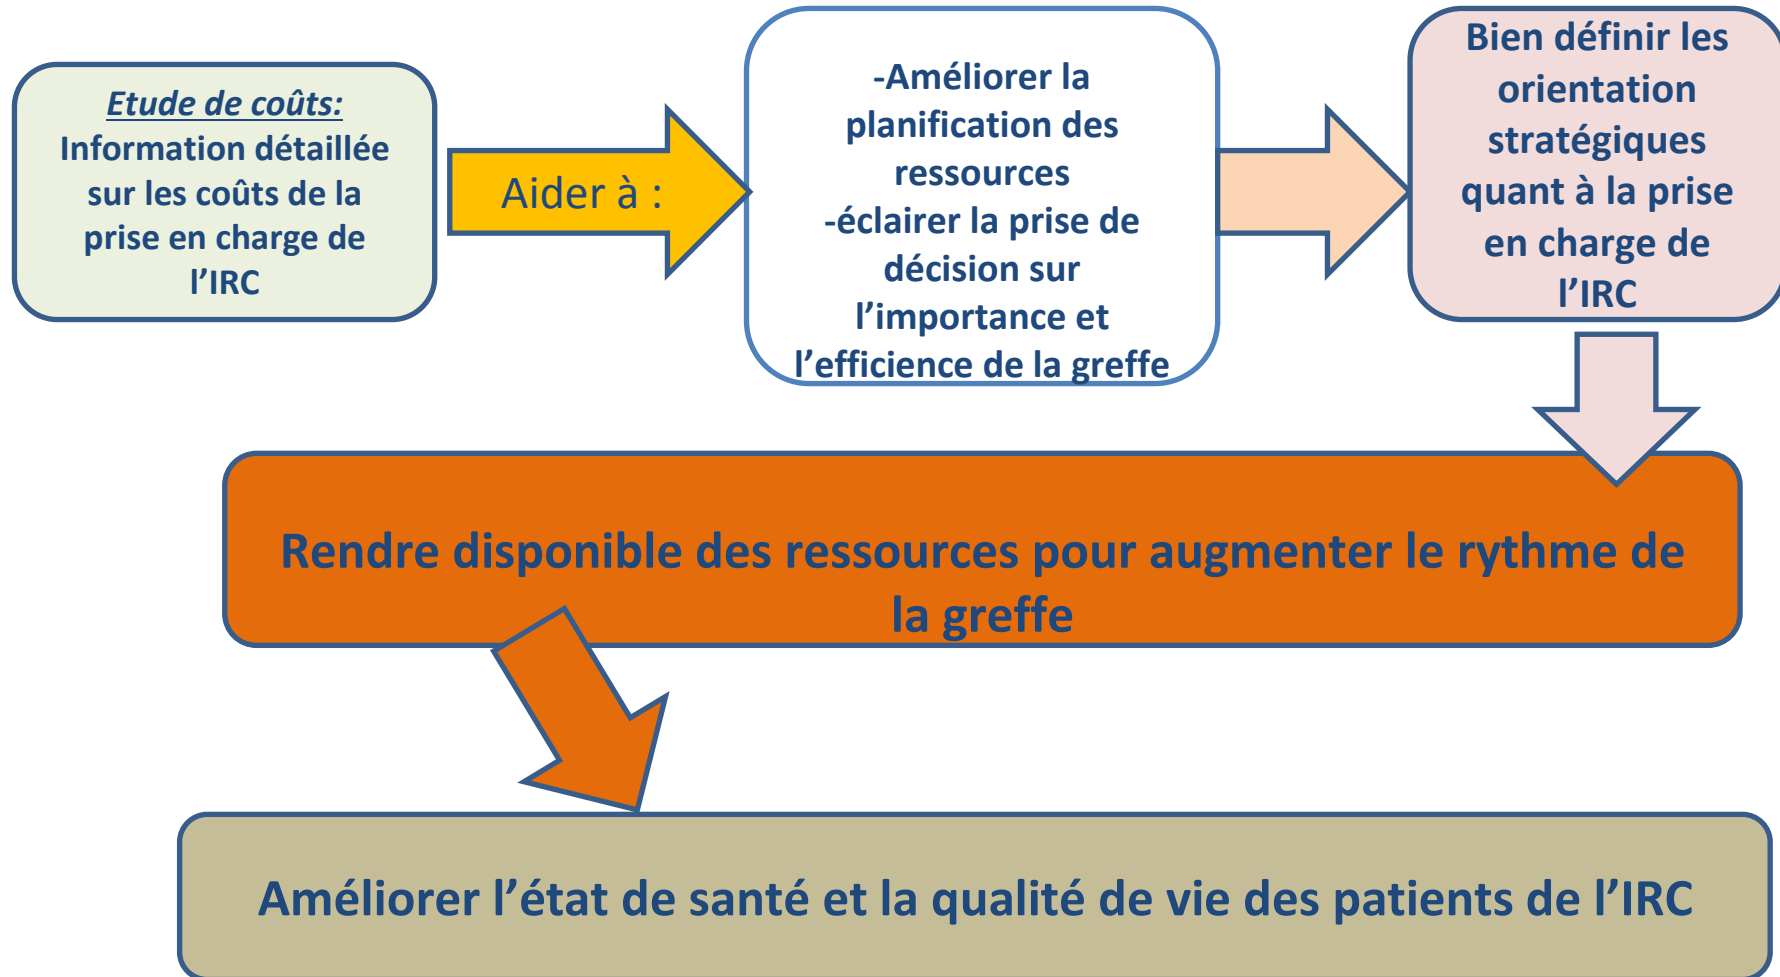 Etude de coûts:
Information détaillée
sur les coûts de la
prise en charge de
l’IRC
Aider à :
-Améliorer la
planification des
ressources
-éclairer la prise de
décision sur
l’importance et
l’efficience de la greffe
Bien définir les
orientation
stratégiques
quant à la prise
en charge de
l’IRC
Rendre disponible des ressources pour augmenter le rythme de
la greffe
Améliorer l’état de santé et la qualité de vie des patients de l’IRC